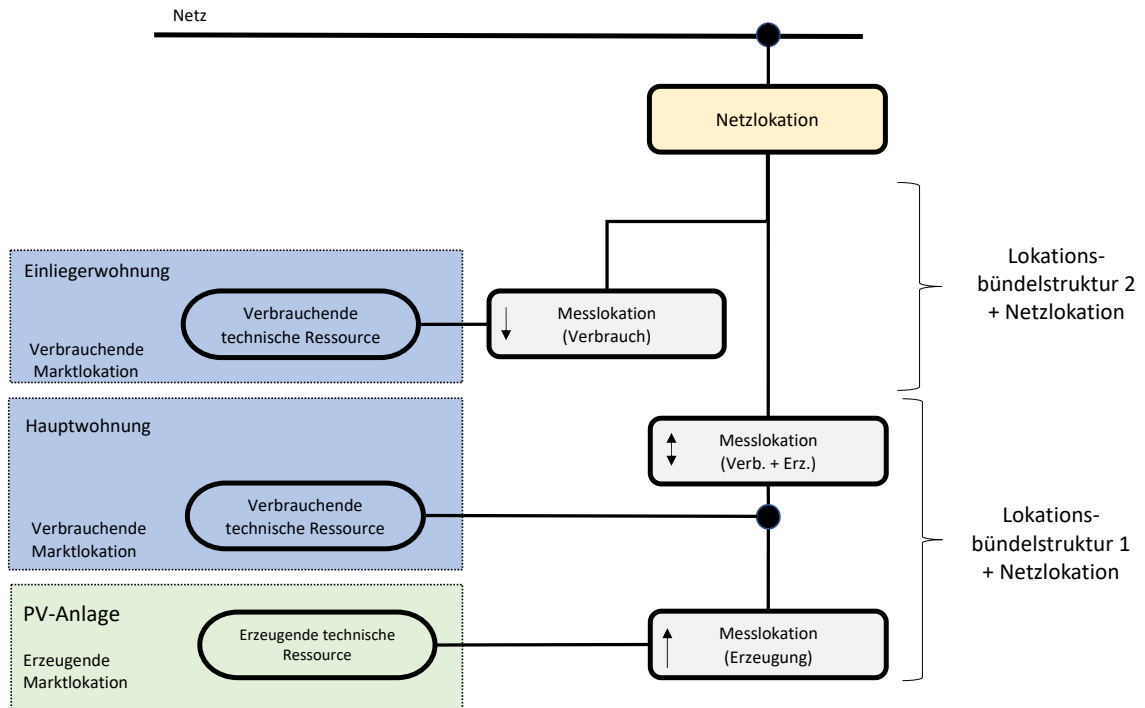 Netz
Netzlokation
Einliegerwohnung
Verbrauchende
technische Ressource
Verbrauchende
Marktlokation
Messlokation
(Verbrauch)
Lokations-
bündelstruktur 2
+ Netzlokation
Hauptwohnung
Verbrauchende
technische Ressource
Verbrauchende
Marktlokation
Messlokation
(Verb. + Erz.)
Lokations-
bündelstruktur 1
+ Netzlokation
PV-Anlage
Erzeugende technische
Ressource
Erzeugende
Marktlokation
Messlokation
(Erzeugung)